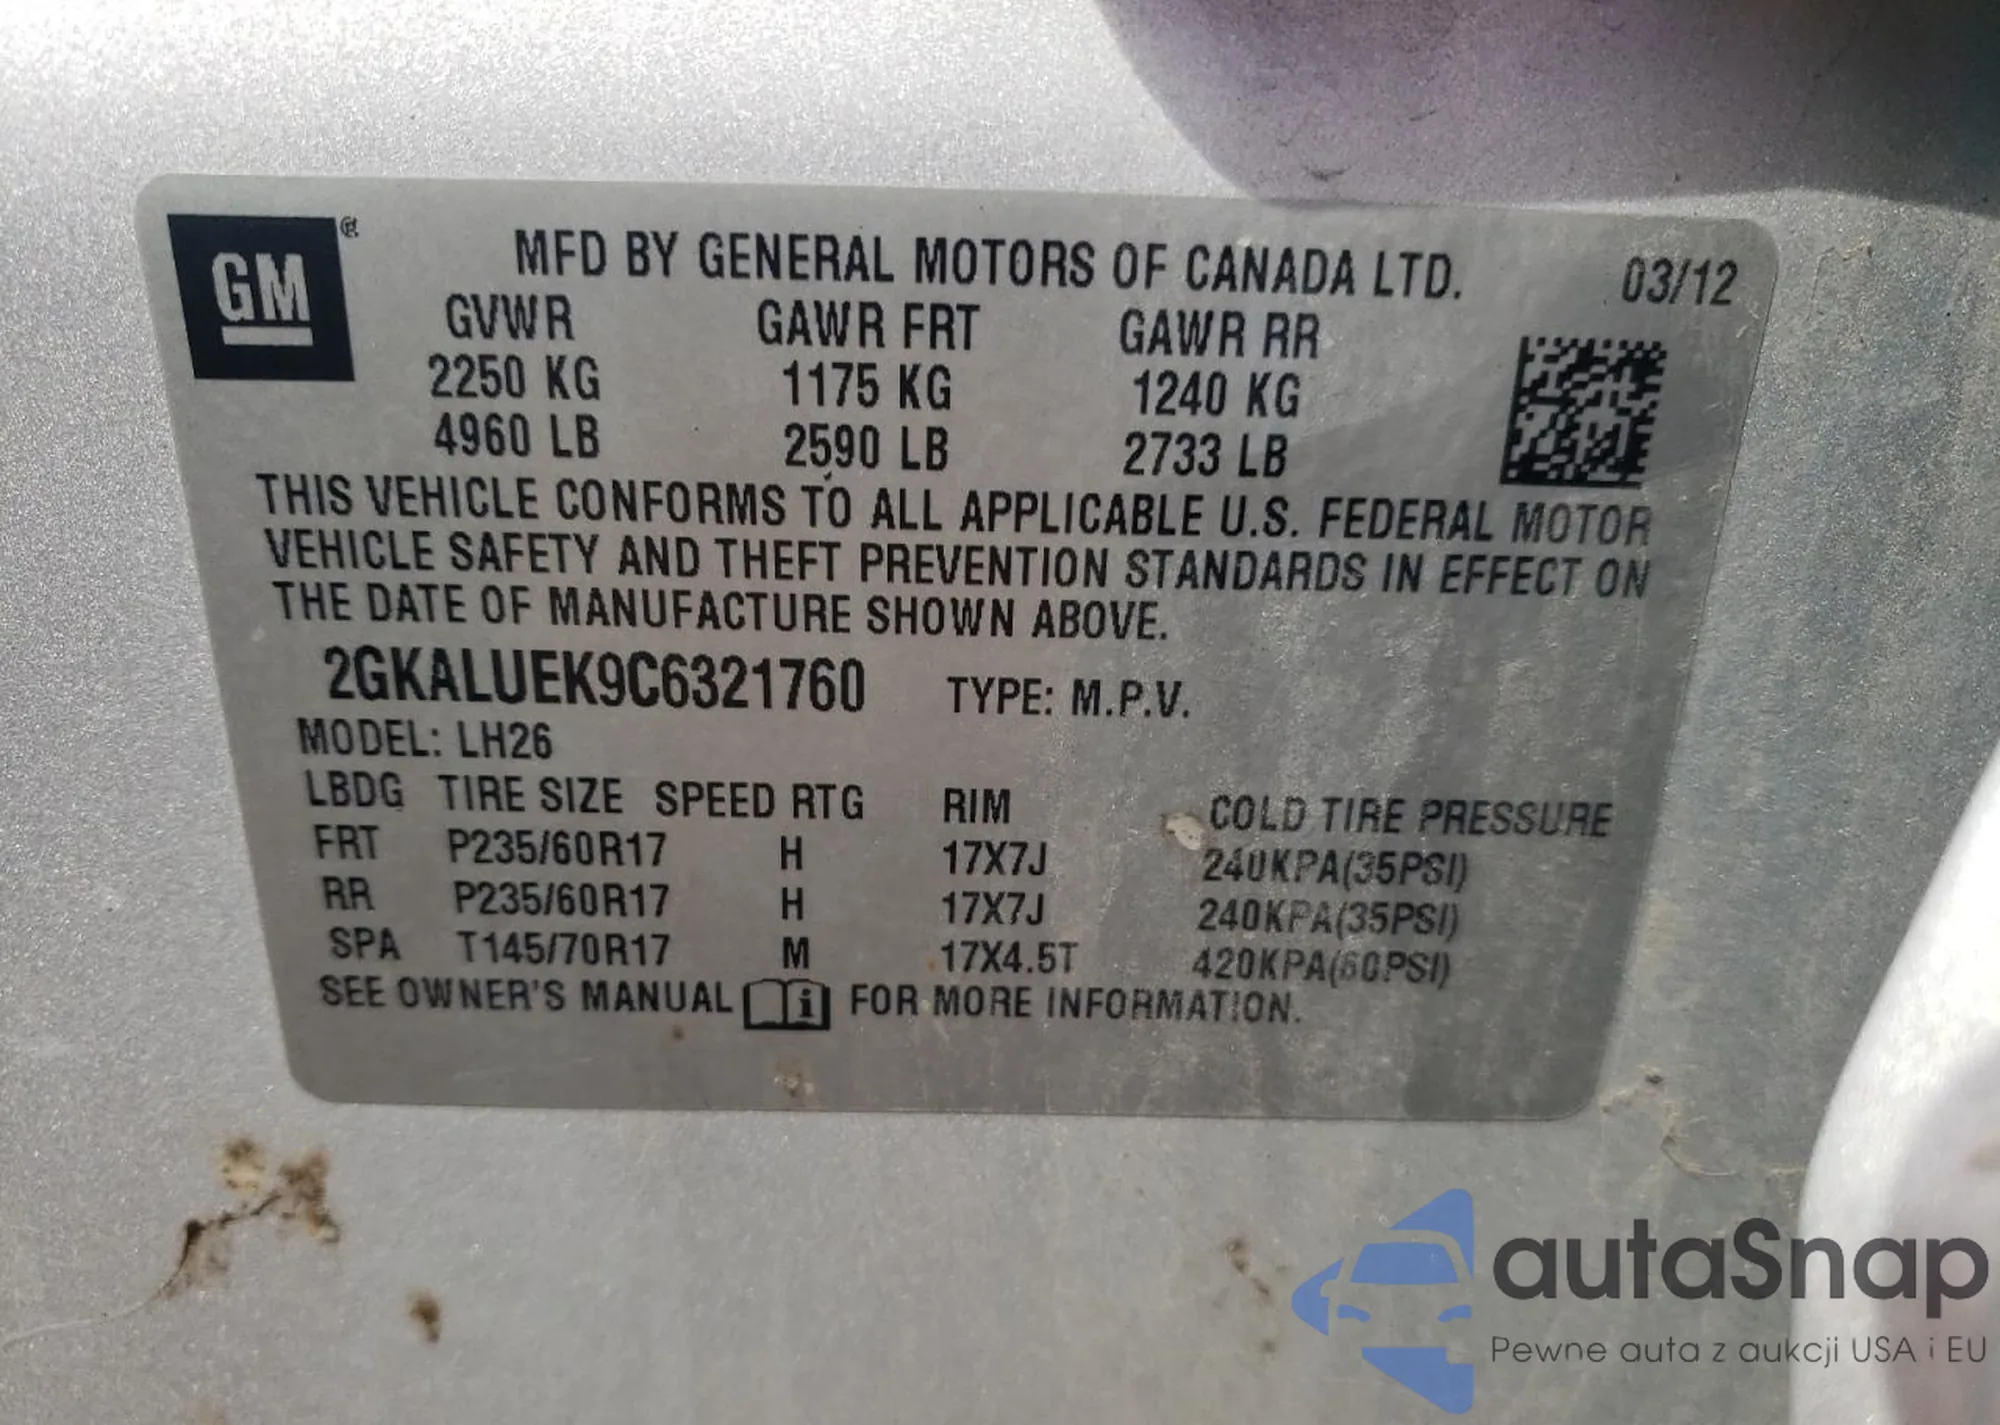 GM®
MFD BY GENERAL MOTORS OF CANADA LTD. 03/12
GVWR GAWR FRT GAWR RR
2250 KG 1175 KG 1240 KG
4960 LB 2590 LB 2733 LB
THIS VEHICLE CONFORMS TO ALL APPLICABLE U.S. FEDERAL MOTOR
VEHICLE SAFETY AND THEFT PREVENTION STANDARDS IN EFFECT ON
THE DATE OF MANUFACTURE SHOWN ABOVE.
2GKALUEK9C6321760 TYPE: M.P.V.
MODEL: LH26
LBDG TIRE SIZE SPEED RTG RIM COLD TIRE PRESSURE
FRT P235/60R17 H 17X7J 240KPA(35PSI)
RR P235/60R17 H 17X7J 240KPA(35PSI)
SPA T145/70R17 M 17X4.5T 420KPA(60PSI)
SEE OWNER'S MANUAL i FOR MORE INFORMATION.
autaSnap
Pewne auta z aukcji USA i EU